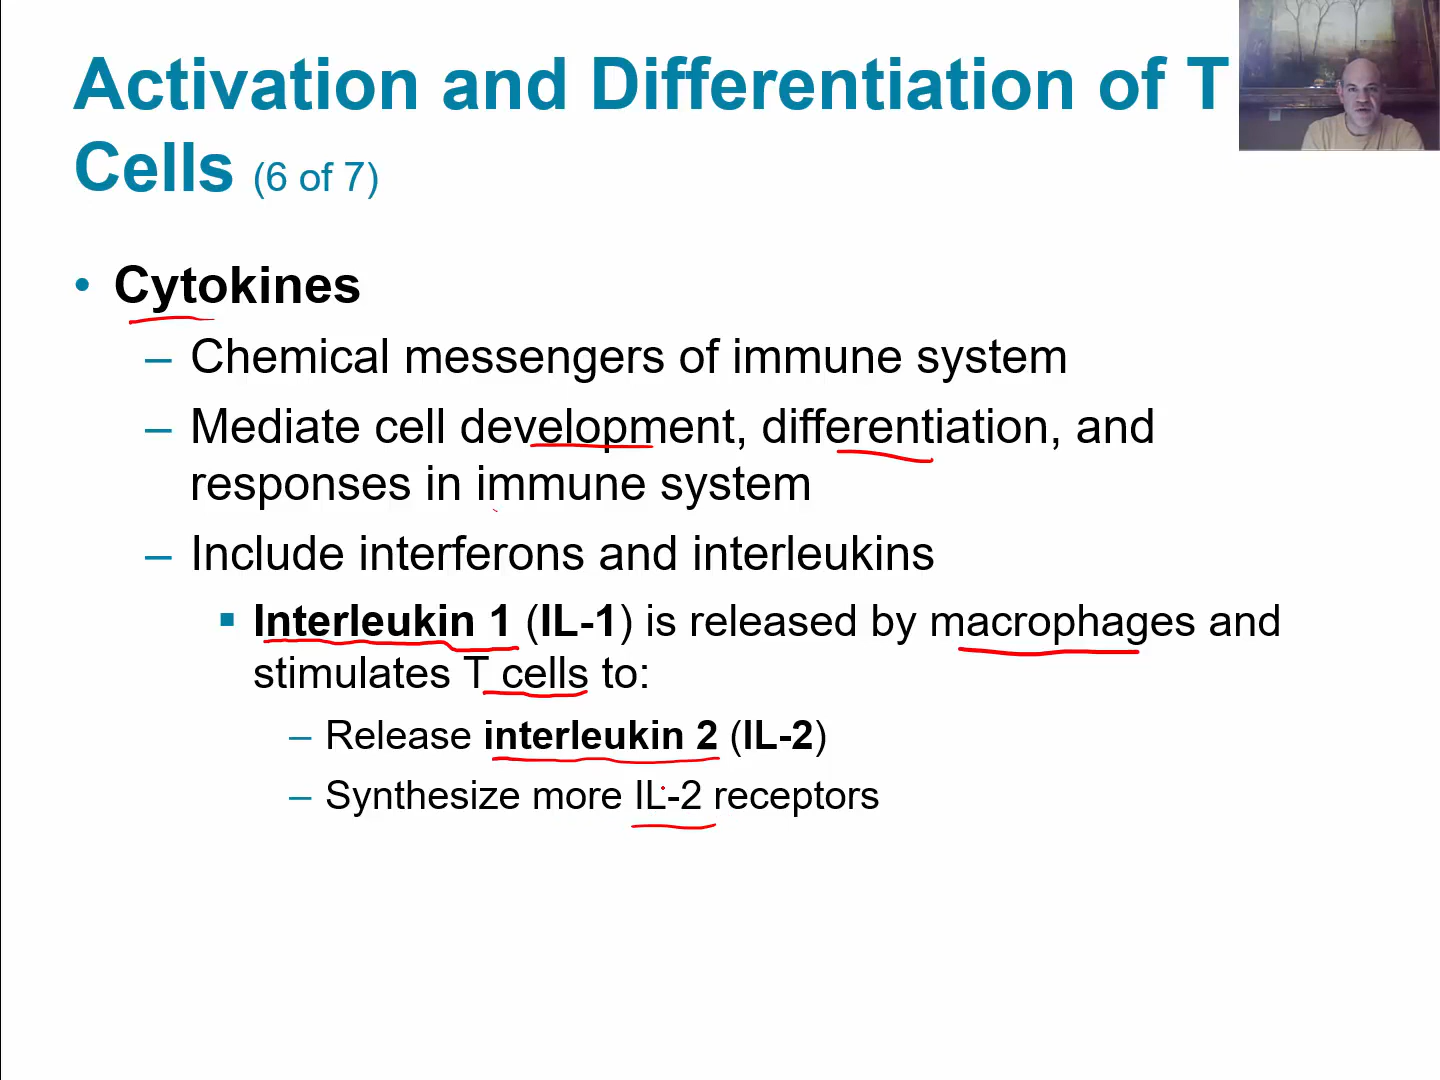 Activation and Differentiation of T
Cells (6 of 7)
• Cytokines
– Chemical messengers of immune system
– Mediate cell development, differentiation, and
responses in immune system
– Include interferons and interleukins
▪ Interleukin 1 (IL-1) is released by macrophages and
stimulates T cells to:
– Release interleukin 2 (IL-2)
– Synthesize more IL-2 receptors